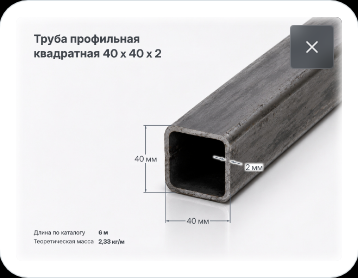 Труба профильная
квадратная 40 x 40 x 2
40 мм
2 мм
40 мм
Длина по каталогу 6 м
Теоретическая масса 2,33 кг/м